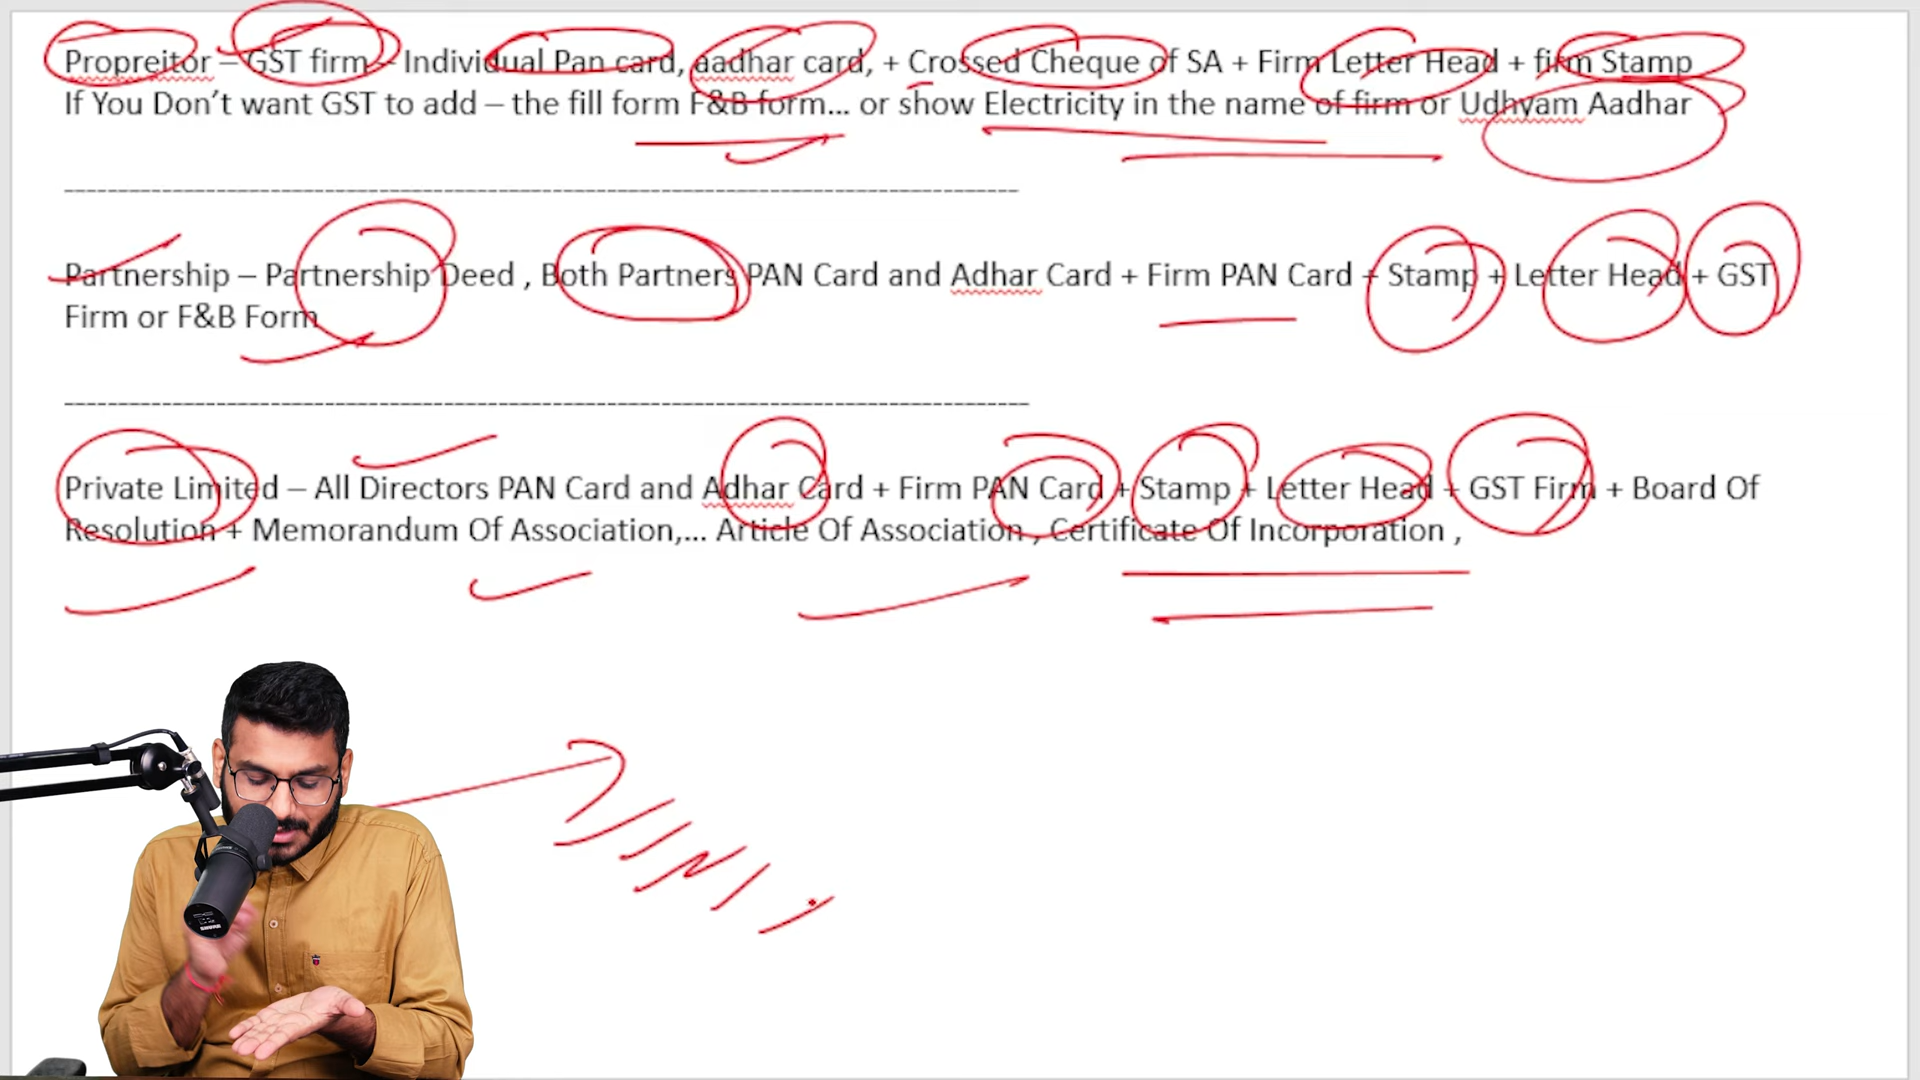 Propreitor – GST firm – Individual Pan card, aadhar card, + Crossed Cheque of SA + Firm Letter Head + firm Stamp
If You Don’t want GST to add – the fill form F&B form... or show Electricity in the name of firm or Udhyam Aadhar
Partnership – Partnership Deed , Both Partners PAN Card and Adhar Card + Firm PAN Card + Stamp + Letter Head + GST
Firm or F&B Form
Private Limited – All Directors PAN Card and Adhar Card + Firm PAN Card + Stamp + Letter Head + GST Firm + Board Of
Resolution + Memorandum Of Association,... Article Of Association , Certificate Of Incorporation ,
SHURE